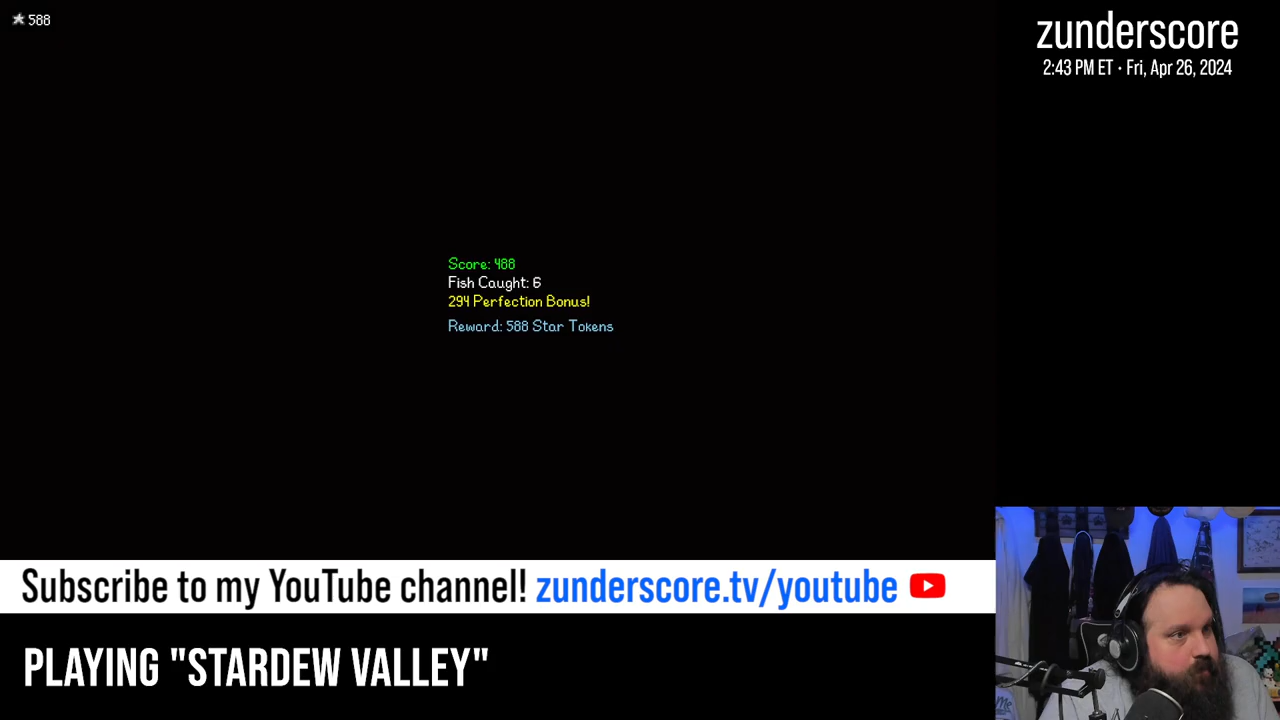 588
zunderscore
2:43 PM ET · Fri, Apr 26, 2024
Score: 488
Fish Caught: 6
294 Perfection Bonus!
Reward: 588 Star Tokens
Subscribe to my YouTube channel! zunderscore.tv/youtube
PLAYING "STARDEW VALLEY"